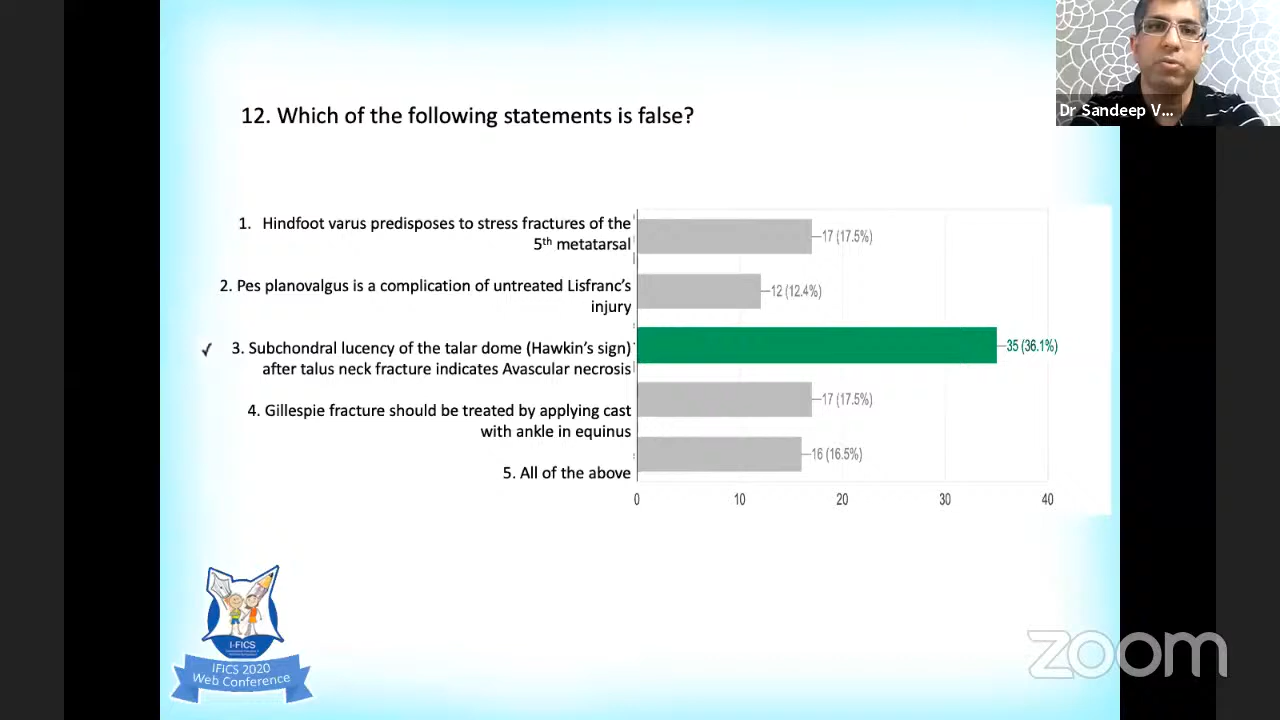 Dr Sandeep V...
12. Which of the following statements is false?
1. Hindfoot varus predisposes to stress fractures of the
5th metatarsal
17 (17.5%)
2. Pes planovalgus is a complication of untreated Lisfranc's
injury
12 (12.4%)
✓ 3. Subchondral lucency of the talar dome (Hawkin's sign)
after talus neck fracture indicates Avascular necrosis
35 (36.1%)
4. Gillespie fracture should be treated by applying cast
with ankle in equinus
17 (17.5%)
5. All of the above
16 (16.5%)
0 10 20 30 40
I-FICS
IFICS 2020
Web Conference
zoom